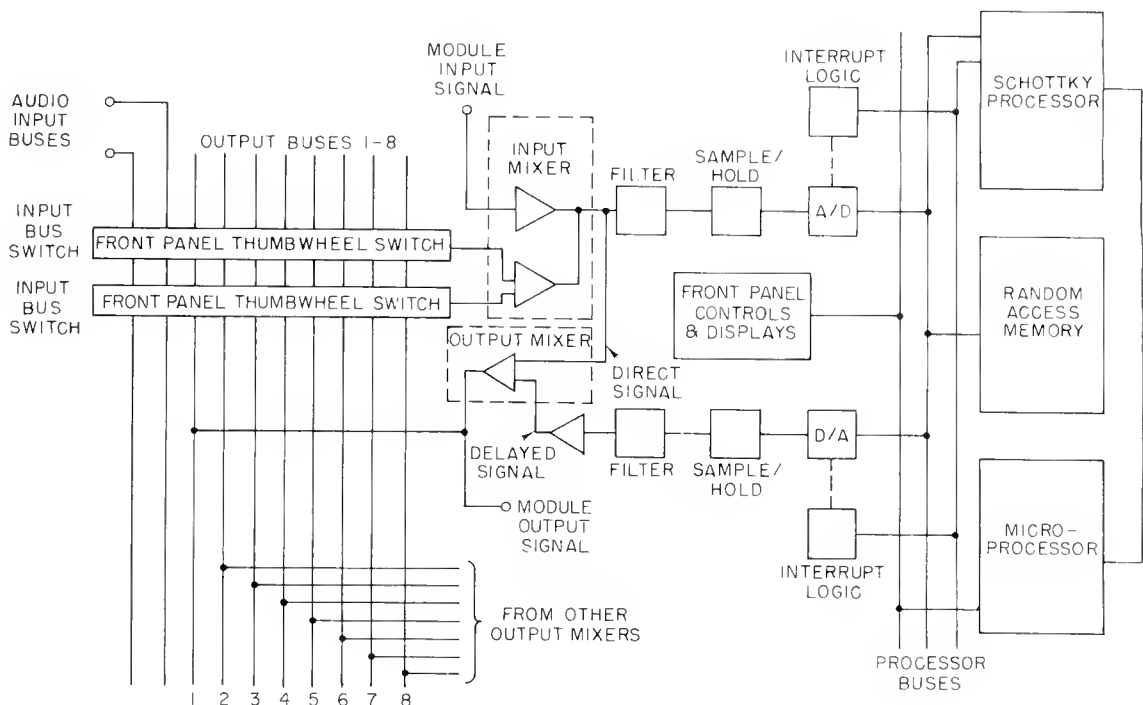 MODULE
INPUT
SIGNAL
INTERRUPT
LOGIC
SCHOTTKY
PROCESSOR
AUDIO
INPUT
BUSES
OUTPUT BUSES 1-8
INPUT
MIXER
FILTER
SAMPLE/
HOLD
A/D
INPUT
BUS
SWITCH
FRONT PANEL THUMBWHEEL SWITCH
INPUT
BUS
SWITCH
FRONT PANEL THUMBWHEEL SWITCH
FRONT PANEL
CONTROLS
& DISPLAYS
RANDOM
ACCESS
MEMORY
OUTPUT MIXER
DIRECT
SIGNAL
DELAYED
SIGNAL
FILTER
SAMPLE/
HOLD
D/A
MODULE
OUTPUT
SIGNAL
INTERRUPT
LOGIC
MICRO-
PROCESSOR
FROM OTHER
OUTPUT MIXERS
PROCESSOR
BUSES
1 2 3 4 5 6 7 8